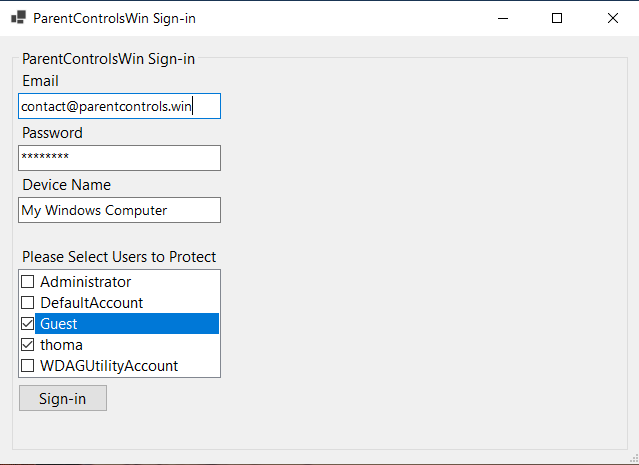 ParentControlsWin Sign-in
ParentControlsWin Sign-in
Email
contact@parentcontrols.win
Password
********
Device Name
My Windows Computer
Please Select Users to Protect
Administrator
DefaultAccount
Guest
thoma
WDAGUtilityAccount
Sign-in